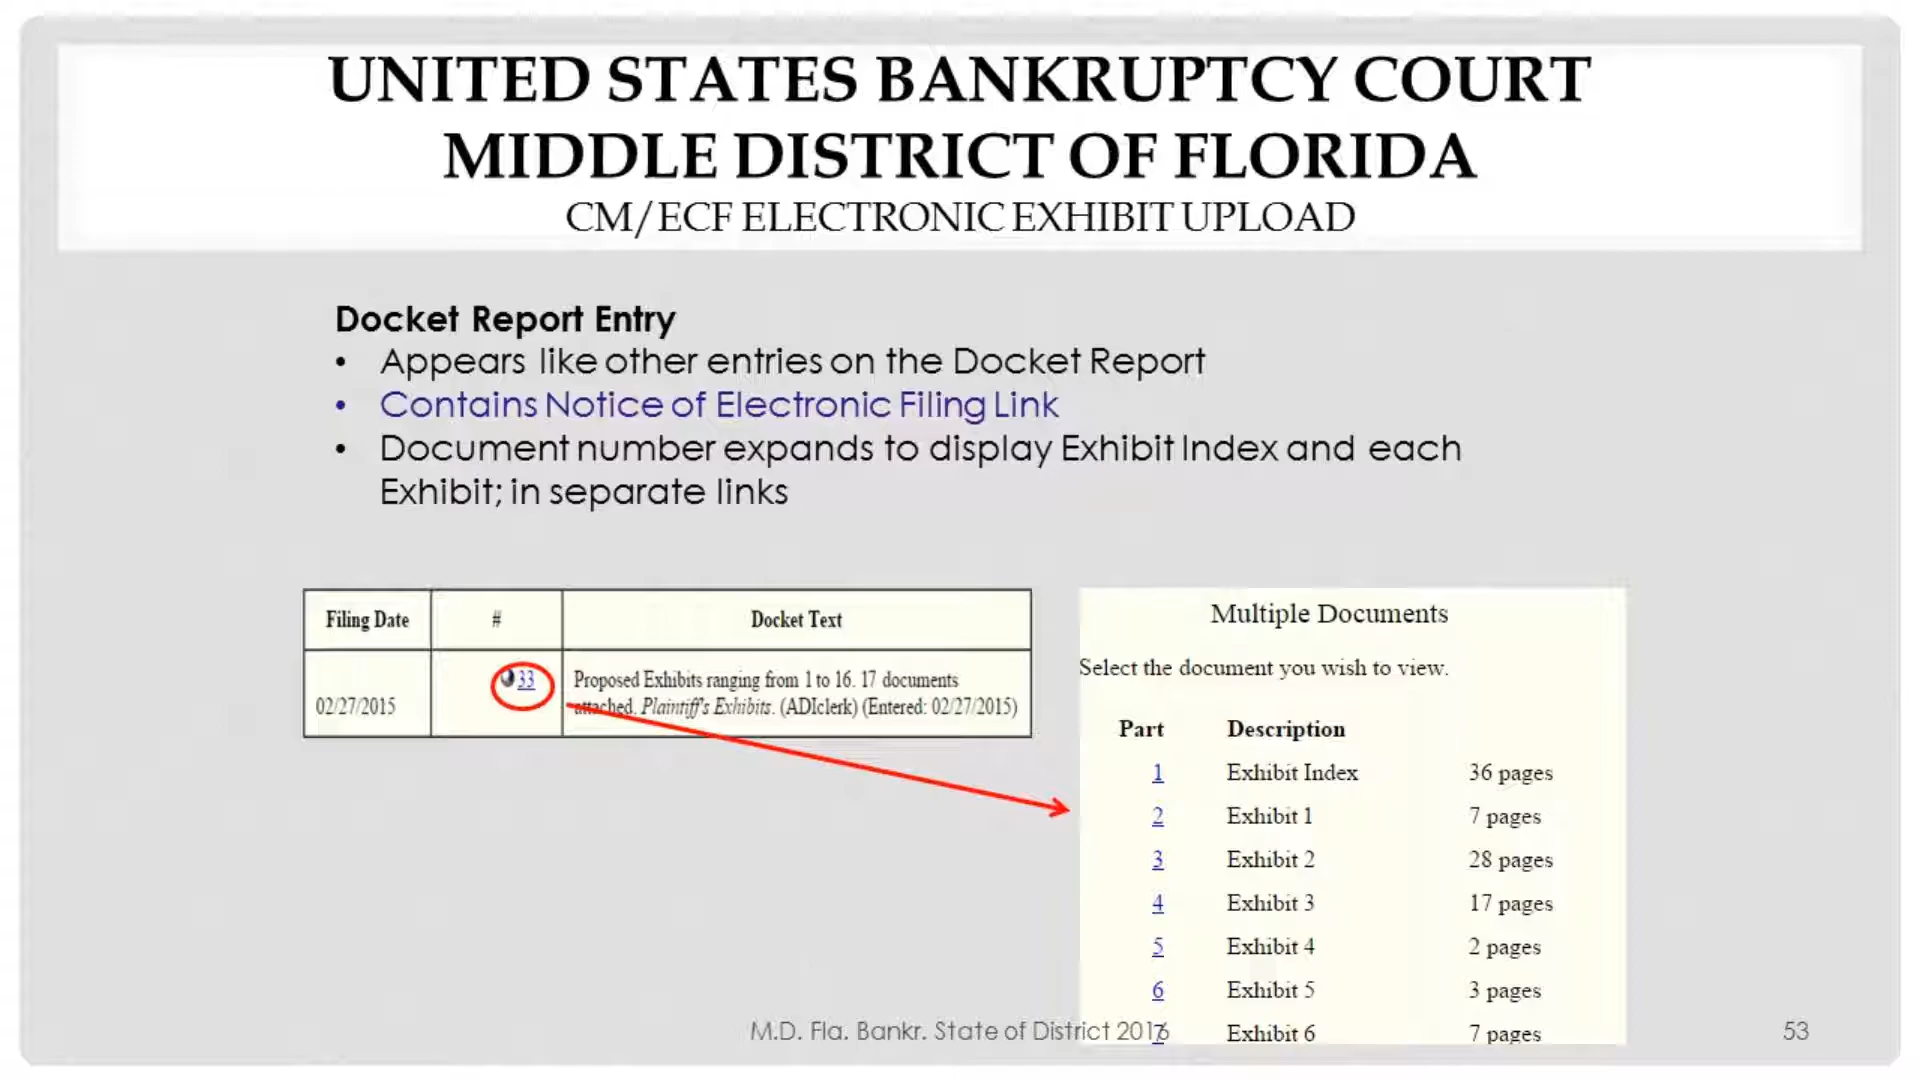 UNITED STATES BANKRUPTCY COURT
MIDDLE DISTRICT OF FLORIDA
CM/ECF ELECTRONIC EXHIBIT UPLOAD
Docket Report Entry
• Appears like other entries on the Docket Report
• Contains Notice of Electronic Filing Link
• Document number expands to display Exhibit Index and each
Exhibit; in separate links
Filing Date # Docket Text
02/27/2015 33 Proposed Exhibits ranging from 1 to 16. 17 documents
attached. Plaintiff's Exhibits. (ADIclerk) (Entered: 02/27/2015)
Multiple Documents
Select the document you wish to view.
Part Description
1 Exhibit Index 36 pages
2 Exhibit 1 7 pages
3 Exhibit 2 28 pages
4 Exhibit 3 17 pages
5 Exhibit 4 2 pages
6 Exhibit 5 3 pages
7 Exhibit 6 7 pages
M.D. Fla. Bankr. State of District 2016
53